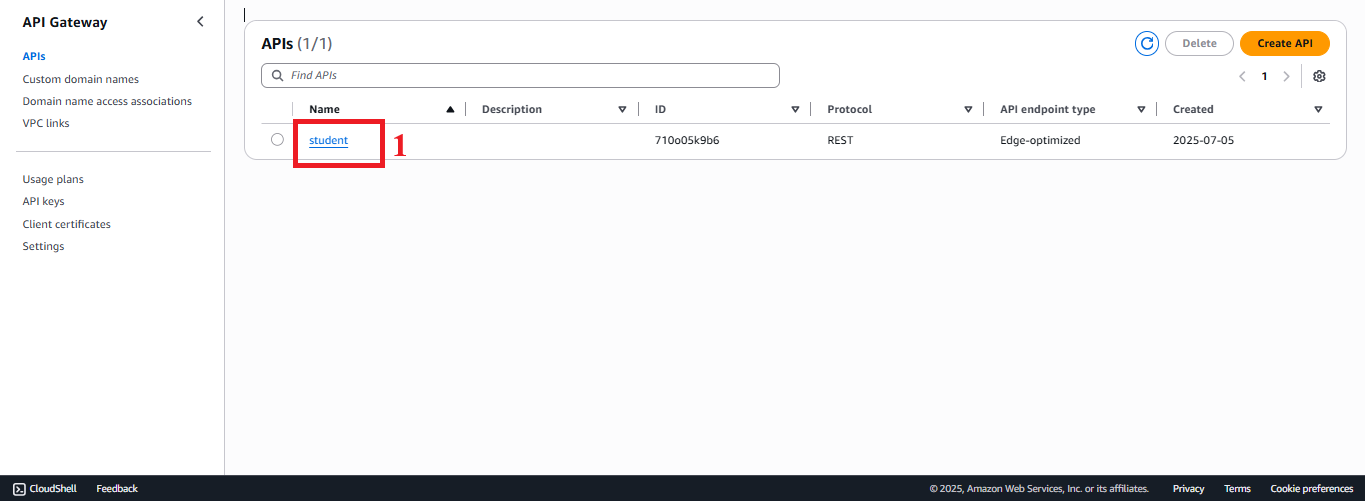 API Gateway
APIs
Custom domain names
Domain name access associations
VPC links
Usage plans
API keys
Client certificates
Settings
APIs (1/1)
Delete
Create API
Find APIs
1
Name Description ID Protocol API endpoint type Created
student 710o05k9b6 REST Edge-optimized 2025-07-05
1
CloudShell Feedback © 2025, Amazon Web Services, Inc. or its affiliates. Privacy Terms Cookie preferences